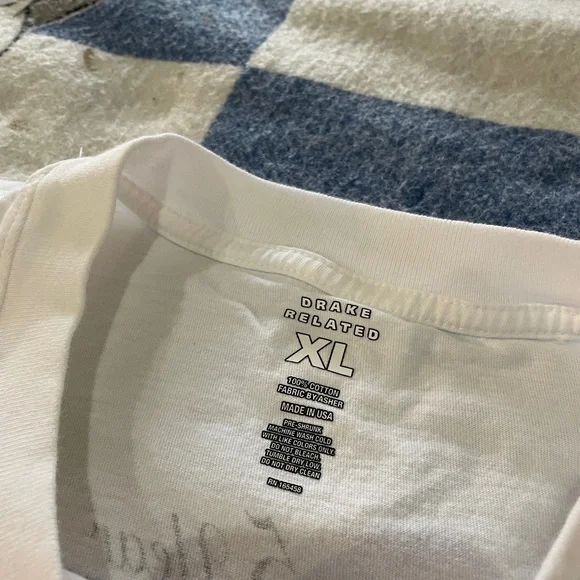 DRAKE
RELATED
XL
100% COTTON
FABRIC BY ASHER
MADE IN USA
PRE-SHRUNK
MACHINE WASH COLD
WITH LIKE COLORS ONLY.
DO NOT BLEACH.
TUMBLE DRY LOW.
DO NOT DRY CLEAN
RN 165458